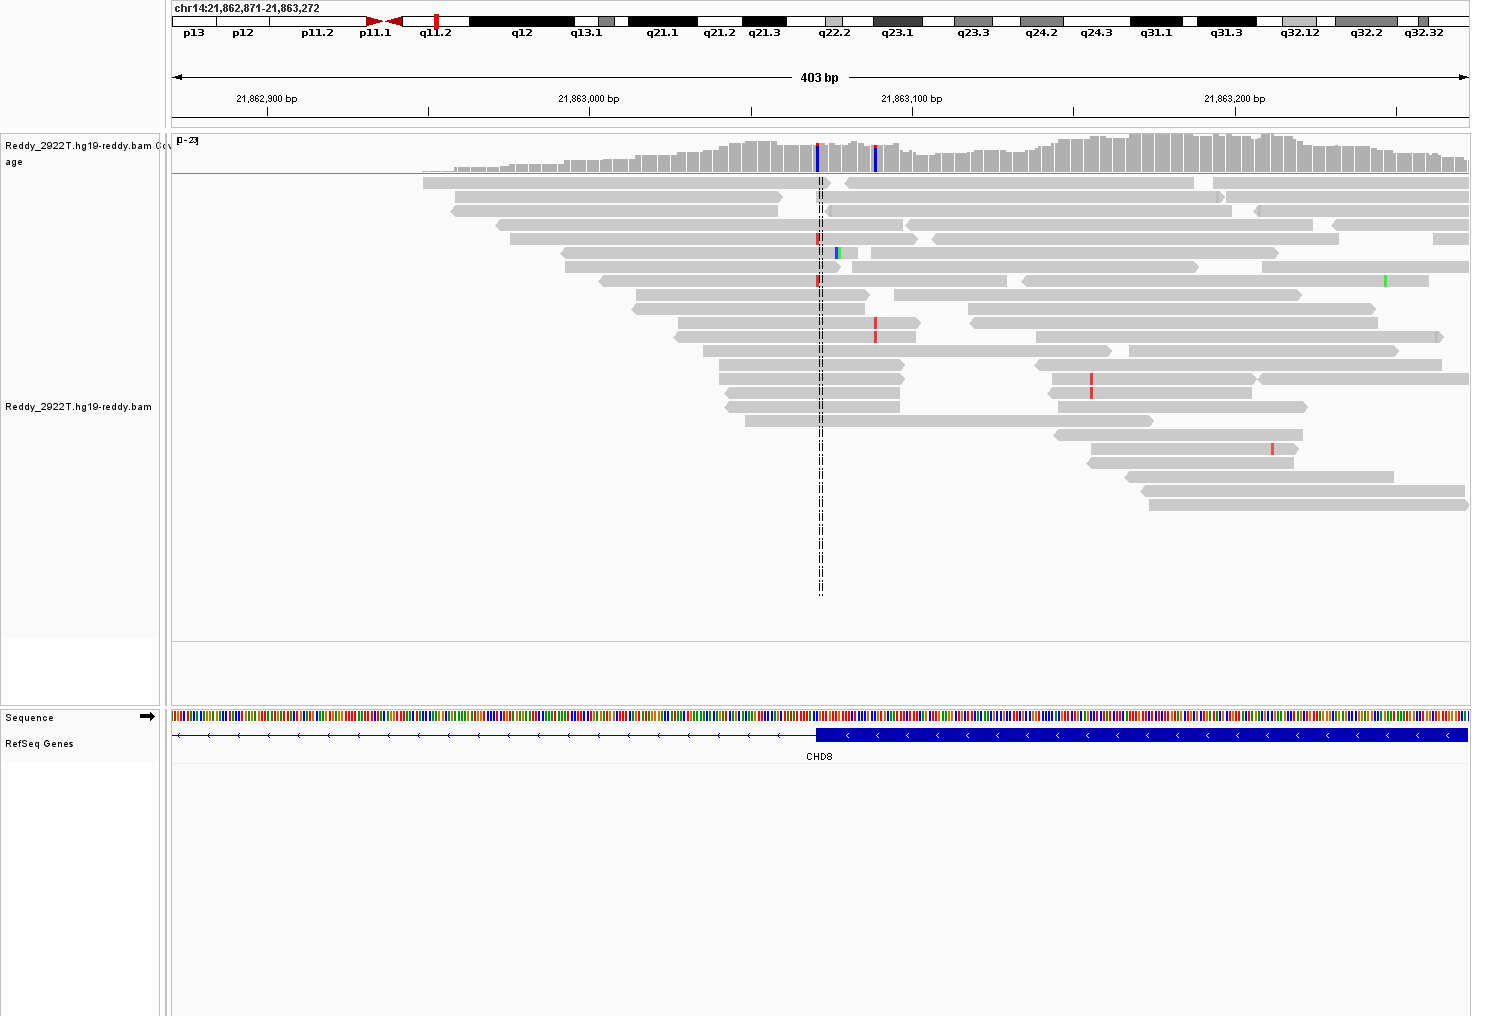 chr14:21,862,871-21,863,272
p13 p12 p11.2 p11.1 q11.2 q12 q13.1 q21.1 q21.2 q21.3 q22.2 q23.1 q23.3 q24.2 q24.3 q31.1 q31.3 q32.12 q32.2 q32.32
403 bp
21,862,900 bp 21,863,000 bp 21,863,100 bp 21,863,200 bp
Reddy_2922T.hg19-reddy.bam Cov
age
[0-23]
Reddy_2922T.hg19-reddy.bam
Sequence
RefSeq Genes
CHD8